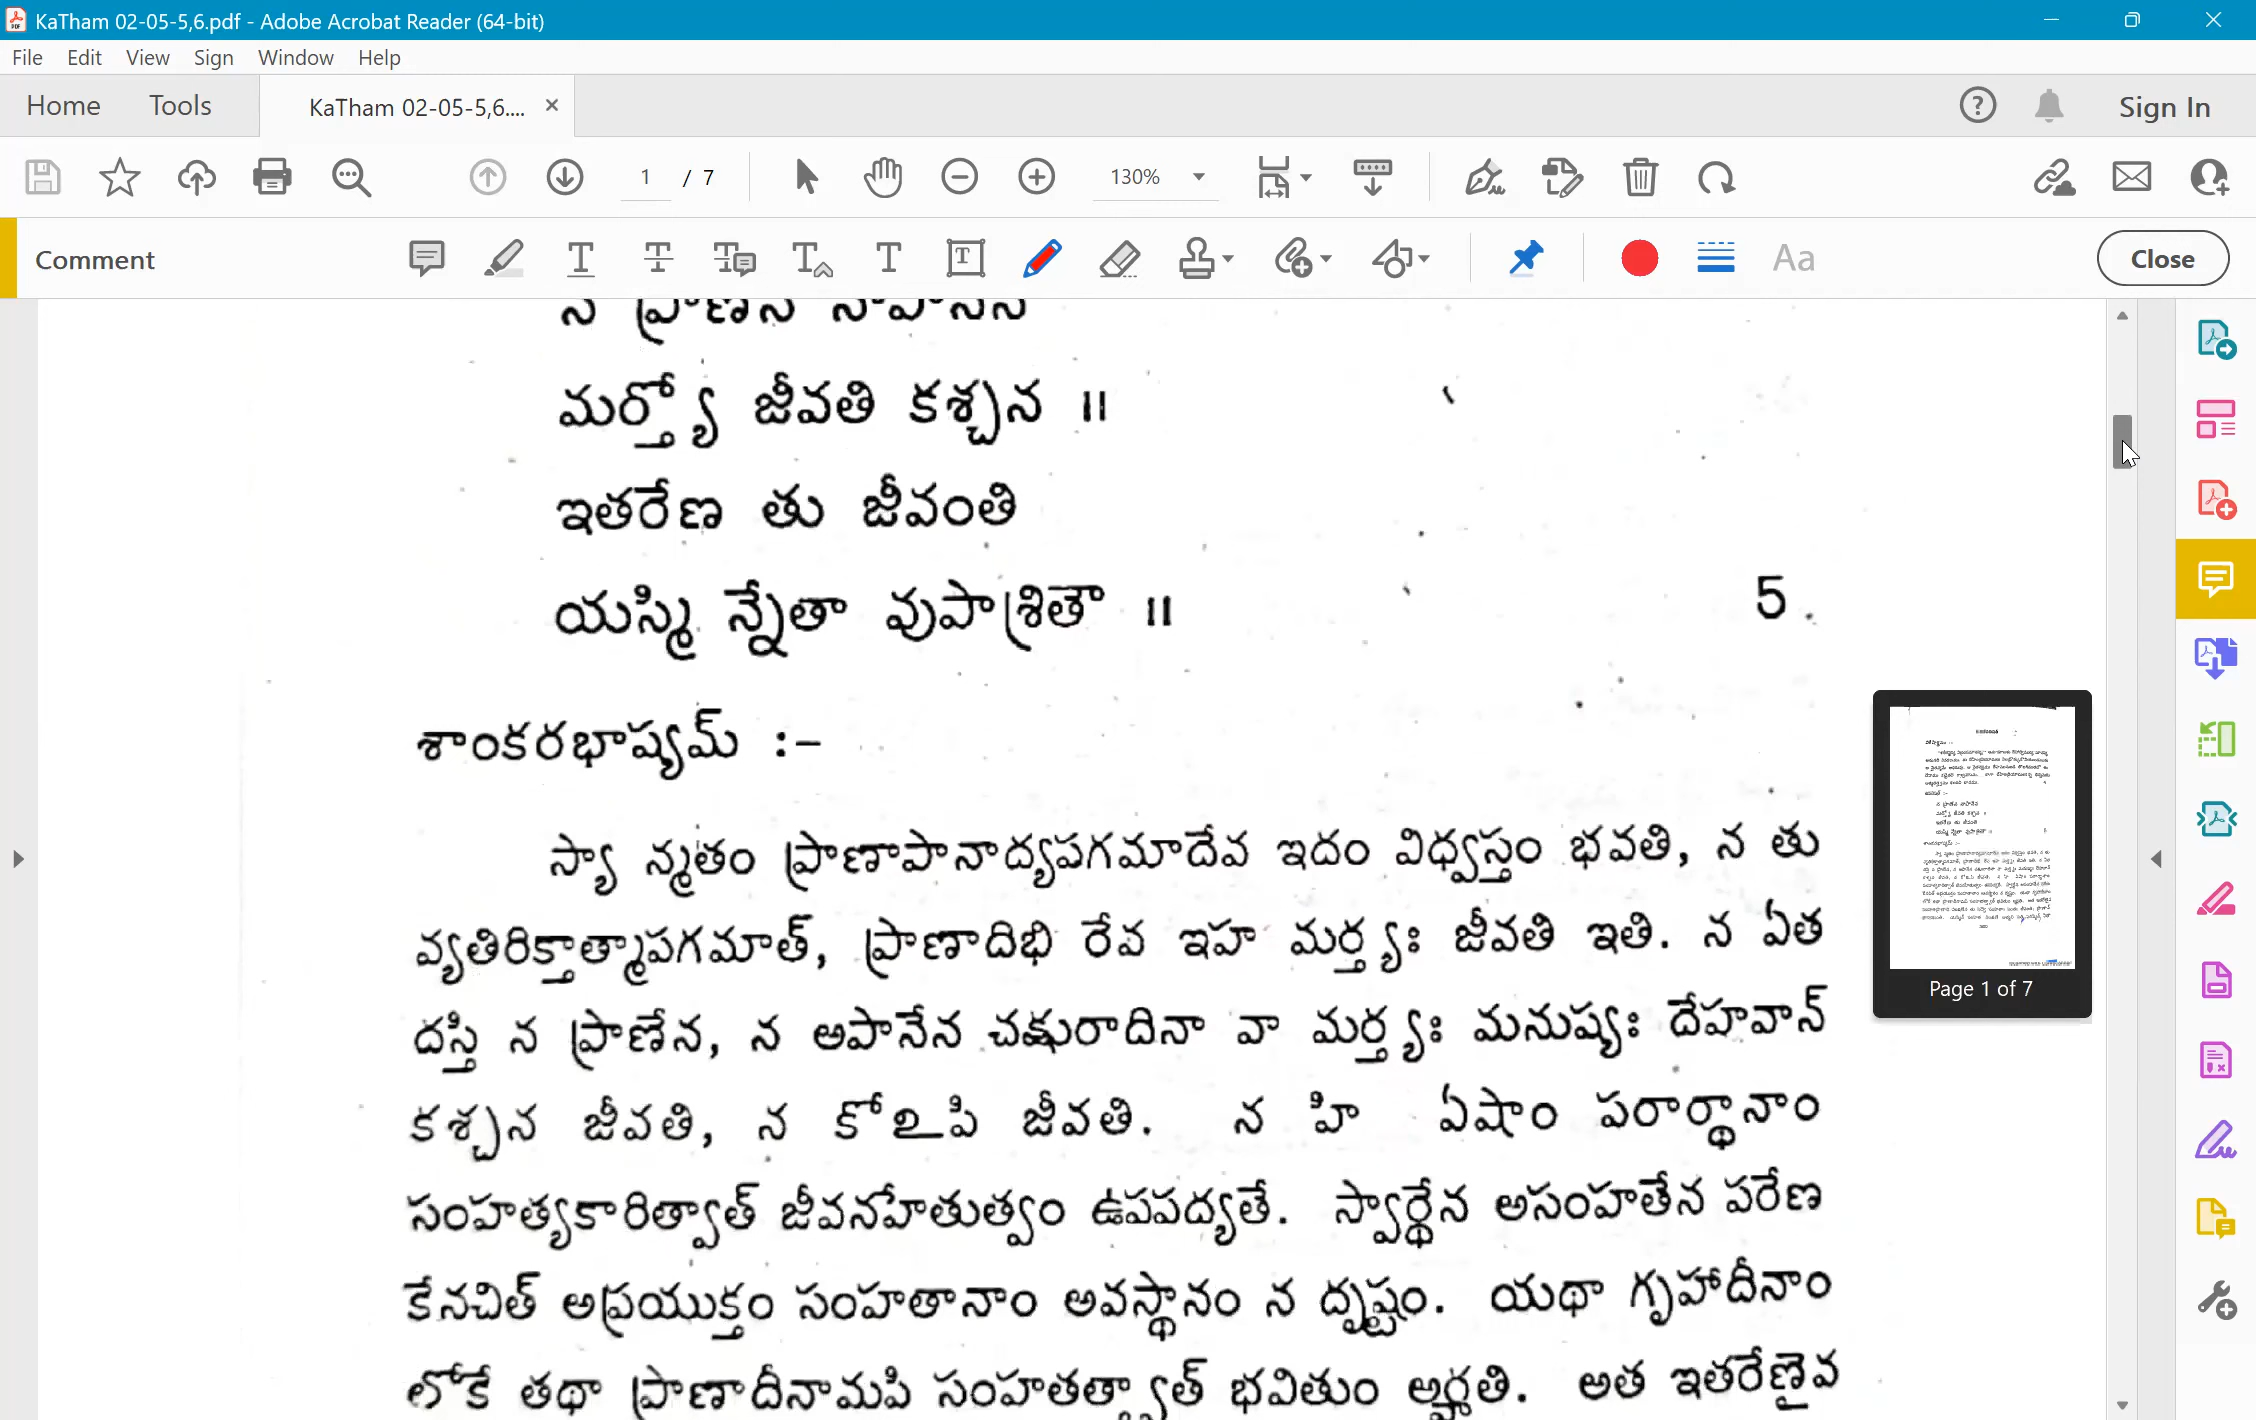 KaTham 02-05-5,6.pdf - Adobe Acrobat Reader (64-bit)
File Edit View Sign Window Help
Home Tools KaTham 02-05-5,6.... × Sign In
1 / 7 130%
Comment Aa Close
న ప్రాణేన నాపానేన
మర్త్యో జీవతి కశ్చన ॥
ఇతరేణ తు జీవంతి
యస్మి న్నేతా వుపాశ్రితౌ ॥ 5.
శాంకరభాష్యమ్ :–
స్యా న్మతం ప్రాణాపానాద్యపగమాదేవ ఇదం విధ్వస్తం భవతి, న తు
వ్యతిరిక్తాత్మాపగమాత్, ప్రాణాదిభి రేవ ఇహ మర్త్యః జీవతి ఇతి. న ఏత
దస్తి న ప్రాణేన, న అపానేన చక్షురాదినా వా మర్త్యః మనుష్యః దేహవాన్
కశ్చన జీవతి, న కోఽపి జీవతి. న హి ఏషాం పరార్థానాం
సంహత్యకారిత్వాత్ జీవనహేతుత్వం ఉపపద్యతే. స్వార్థేన అసంహతేన పరేణ
కేనచిత్ అప్రయుక్తం సంహతానాం అవస్థానం న దృష్టం. యథా గృహాదీనాం
లోకే తథా ప్రాణాదీనామపి సంహతత్వాత్ భవితుం అర్హతి. అత ఇతరేణైవ
Page 1 of 7